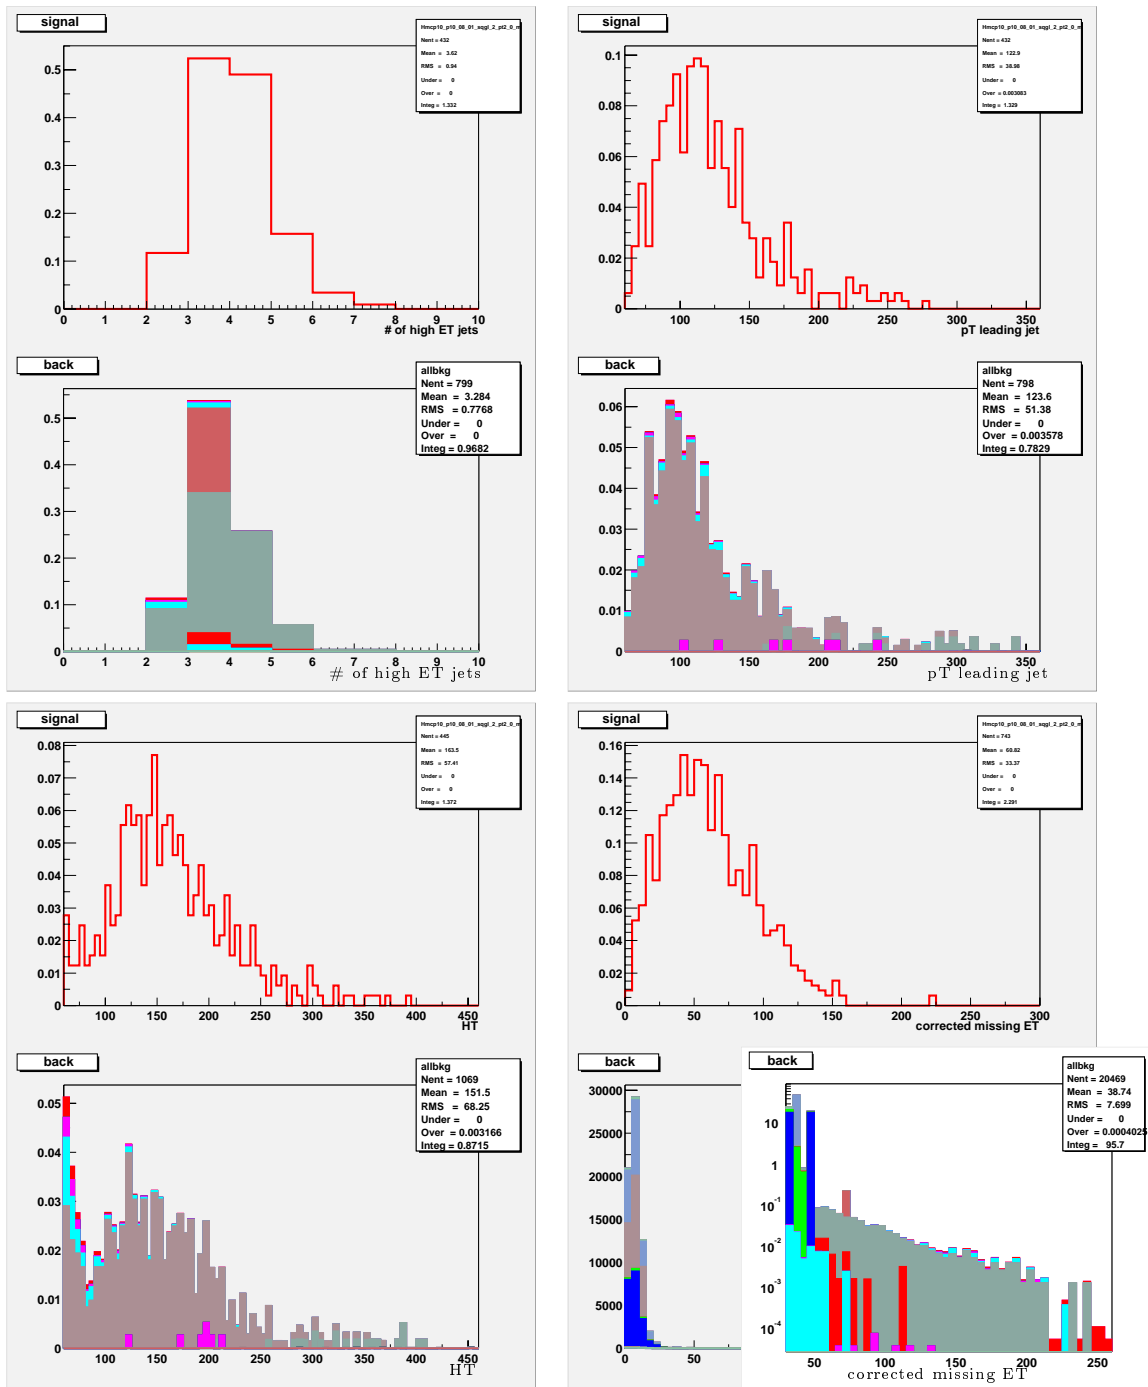 signal
Nent = 432
Mean = 3.62
RMS = 0.94
Under = 0
Over = 0
Integ = 1.332
0.5
0.4
0.3
0.2
0.1
0
0 1 2 3 4 5 6 7 8 9 10
# of high ET jets
signal
Nent = 432
Mean = 122.9
RMS = 38.98
Under = 0
Over = 0.003083
Integ = 1.329
0.1
0.08
0.06
0.04
0.02
0
100 150 200 250 300 350
pT leading jet
back
allbkg
Nent = 799
Mean = 3.284
RMS = 0.7768
Under = 0
Over = 0
Integ = 0.9682
0.5
0.4
0.3
0.2
0.1
0
0 1 2 3 4 5 6 7 8 9 10
# of high ET jets
back
allbkg
Nent = 798
Mean = 123.6
RMS = 51.38
Under = 0
Over = 0.003578
Integ = 0.7829
0.06
0.05
0.04
0.03
0.02
0.01
0
100 150 200 250 300 350
pT leading jet
signal
Nent = 445
Mean = 163.5
RMS = 57.41
Under = 0
Over = 0
Integ = 1.372
0.08
0.07
0.06
0.05
0.04
0.03
0.02
0.01
0
100 150 200 250 300 350 400 450
HT
signal
Nent = 743
Mean = 60.82
RMS = 33.37
Under = 0
Over = 0
Integ = 2.291
0.16
0.14
0.12
0.1
0.08
0.06
0.04
0.02
0
0 50 100 150 200 250 300
corrected missing ET
back
allbkg
Nent = 1069
Mean = 151.5
RMS = 68.25
Under = 0
Over = 0.003166
Integ = 0.8715
0.05
0.04
0.03
0.02
0.01
0
100 150 200 250 300 350 400 450
HT
back
30000
25000
20000
15000
10000
5000
0
0 50
back
allbkg
Nent = 20469
Mean = 38.74
RMS = 7.699
Under = 0
Over = 0.0004025
Integ = 95.7
10
1
10-1
10-2
10-3
10-4
50 100 150 200 250
corrected missing ET